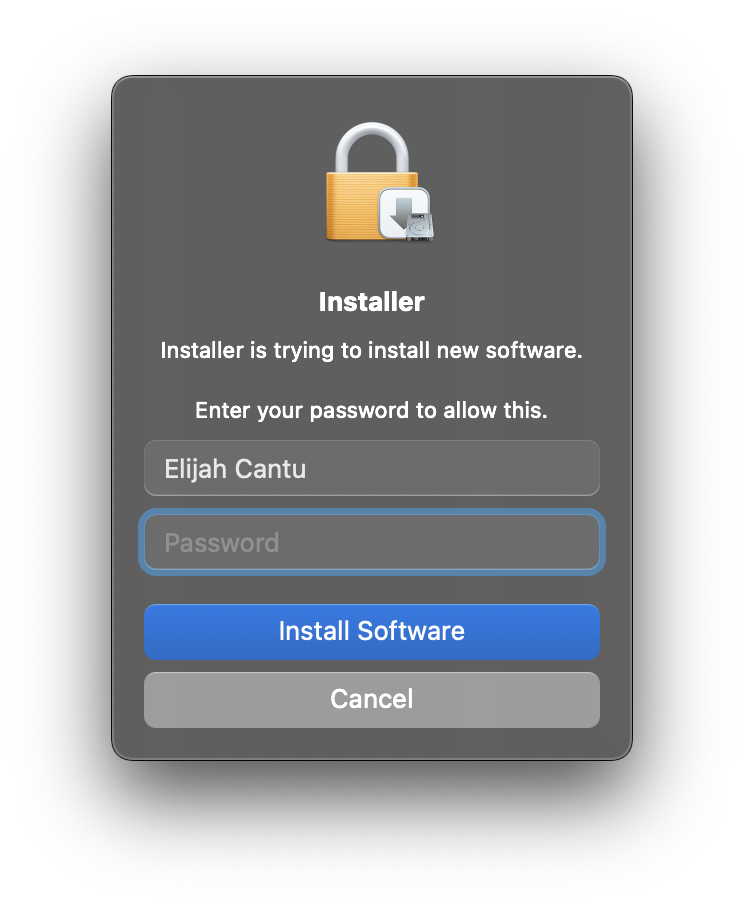 Installer
Installer is trying to install new software.
Enter your password to allow this.
Elijah Cantu
Password
Install Software
Cancel